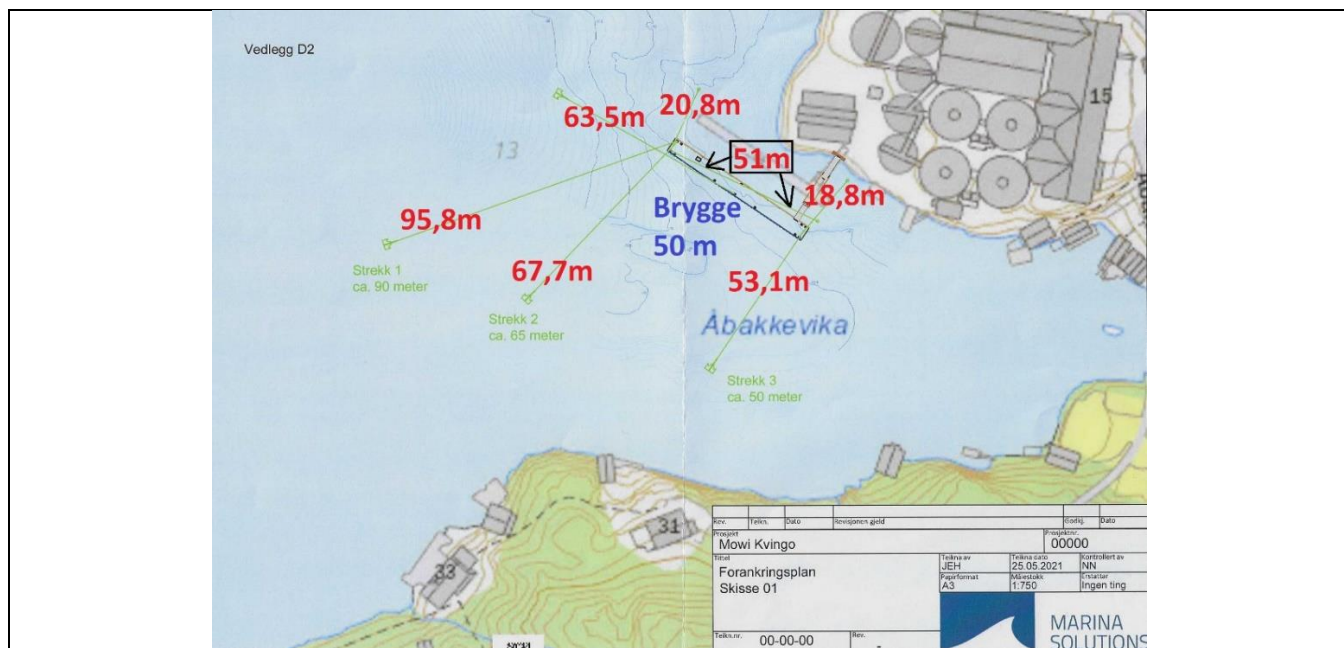 Vedlegg D2
63,5m
20,8m
15
13
51m
18,8m
95,8m
Brygge
50 m
Strekk 1
ca. 90 meter
67,7m
53,1m
Strekk 2
ca. 65 meter
Åbakkevika
Strekk 3
ca. 50 meter
31
33
Rev. Teikn. Dato Revisjonen gjeld Godkj. Dato
Prosjekt
Mowi Kvingo
Prosjektnr.
00000
Tittel
Forankringsplan
Skisse 01
Teikna av
JEH
Teikna dato
25.05.2021
Kontrollert av
NN
Papirformat
A3
Målestokk
1:750
Erstatter
Ingen ting
Teikn.nr.
00-00-00
Rev.
-
MARINA
SOLUTIONS